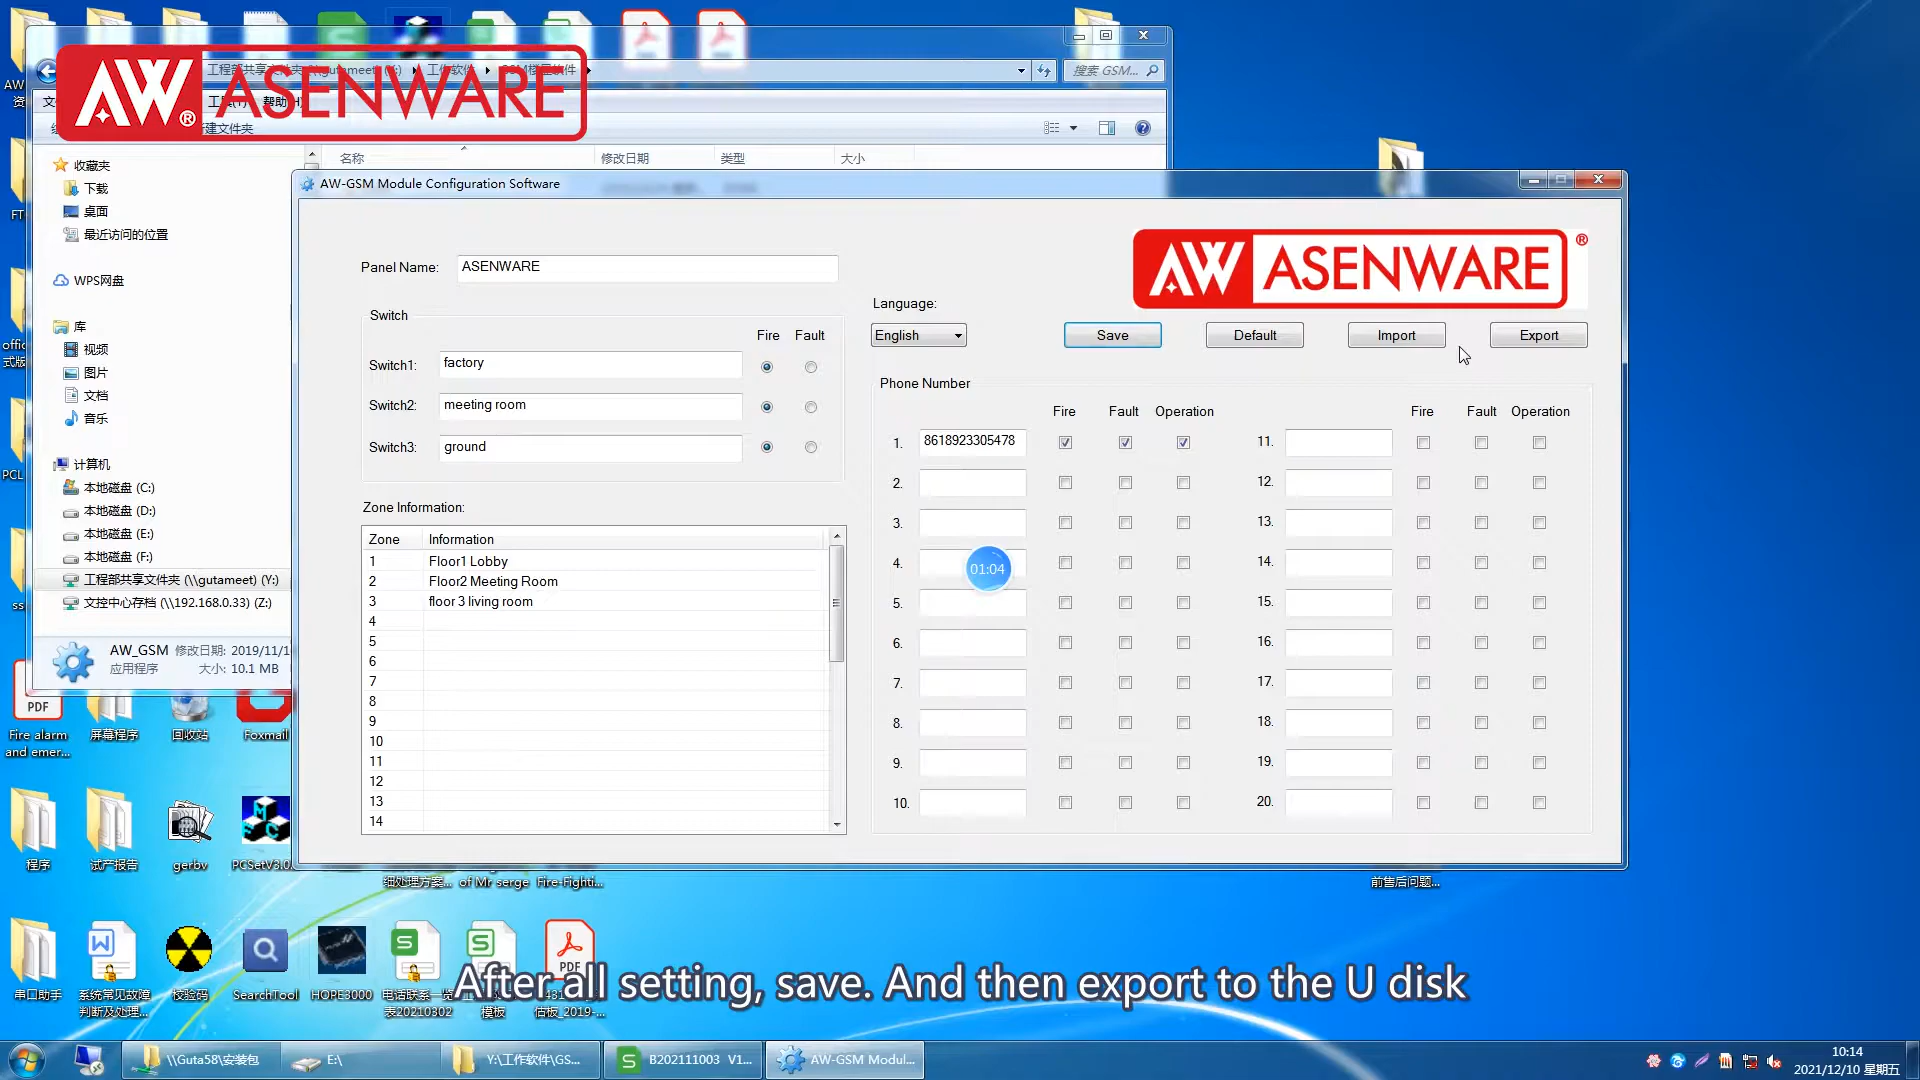 AW® ASENWARE
搜索 GSM...
工具(T) 帮助(H)
新建文件夹
名称
修改日期
类型
大小
收藏夹
下载
桌面
最近访问的位置
WPS网盘
库
视频
图片
文档
音乐
计算机
本地磁盘 (C:)
本地磁盘 (D:)
本地磁盘 (E:)
本地磁盘 (F:)
工程部共享文件夹 (\\gutameet) (Y:)
文控中心存档 (\\192.168.0.33) (Z:)
AW_GSM 修改日期: 2019/11/1
应用程序 大小: 10.1 MB
AW-GSM Module Configuration Software
Panel Name: ASENWARE
AW ASENWARE ®
Switch
Fire Fault
Switch1: factory
Switch2: meeting room
Switch3: ground
Language:
English
Save Default Import Export
Zone Information:
Zone Information
1 Floor1 Lobby
2 Floor2 Meeting Room
3 floor 3 living room
4
5
6
7
8
9
10
11
12
13
14
Phone Number
Fire Fault Operation Fire Fault Operation
1. 8618923305478 11.
2. 12.
3. 13.
4. 14.
01:04
5. 15.
6. 16.
7. 17.
8. 18.
9. 19.
10. 20.
PDF
Fire alarm
and emer...
屏幕程序
回收站
Foxmail
程序
试产报告
gerbv
PCSetV3.0
细处理方案...
of Mr serge
Fire-Fighti...
前售后问题...
串口助手
系统常见故障
判断及处理...
校验码
SearchTool
HOPE3000
电话联系一览
表20210302
模板
PDF
估板_2019-...
After all setting, save. And then export to the U disk
\\Guta58\安装包
E:\
Y:\工作软件\GS...
B202111003 V1...
AW-GSM Modul...
10:14
2021/12/10 星期五